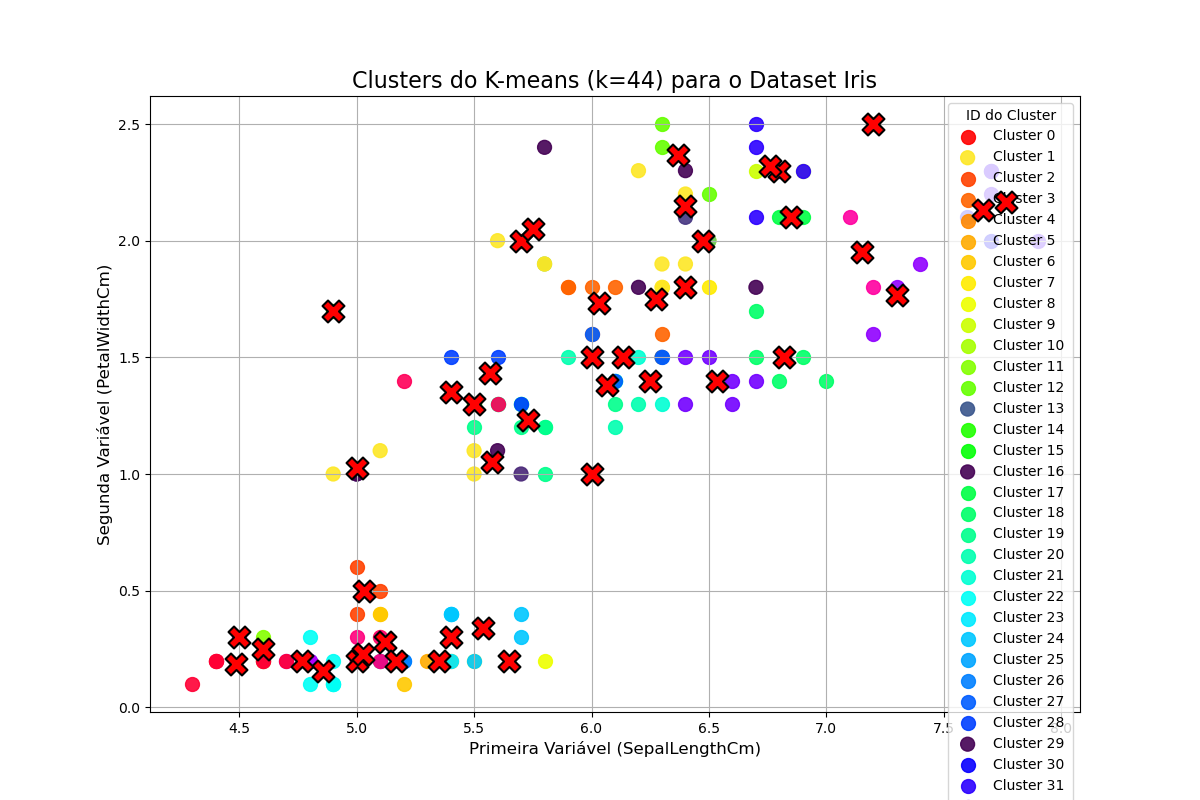 Clusters do K-means (k=44) para o Dataset Iris
Segunda Variável (PetalWidthCm)
2.5
2.0
1.5
1.0
0.5
0.0
4.5
5.0
5.5
6.0
6.5
7.0
7.5
8.0
Primeira Variável (SepalLengthCm)
ID do Cluster
Cluster 0
Cluster 1
Cluster 2
Cluster 3
Cluster 4
Cluster 5
Cluster 6
Cluster 7
Cluster 8
Cluster 9
Cluster 10
Cluster 11
Cluster 12
Cluster 13
Cluster 14
Cluster 15
Cluster 16
Cluster 17
Cluster 18
Cluster 19
Cluster 20
Cluster 21
Cluster 22
Cluster 23
Cluster 24
Cluster 25
Cluster 26
Cluster 27
Cluster 28
Cluster 29
Cluster 30
Cluster 31